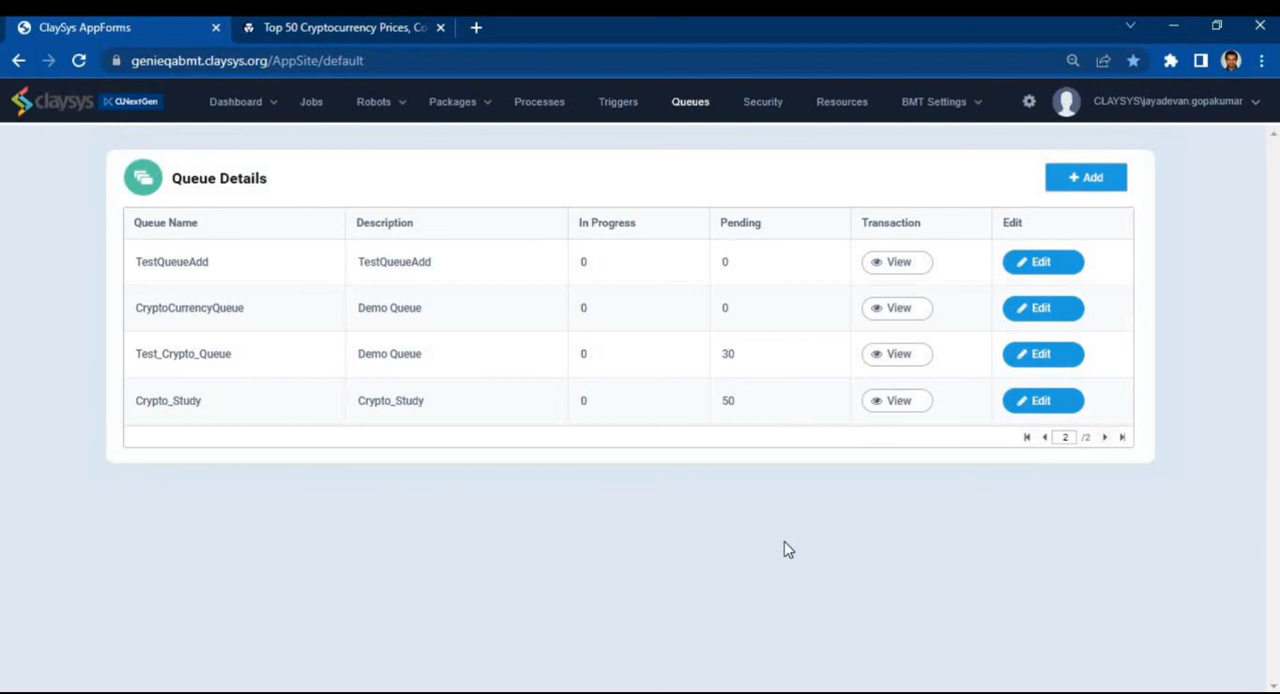 ClaySys AppForms
Top 50 Cryptocurrency Prices, Co
genieqabmt.claysys.org/AppSite/default
claysys CLNextGen Dashboard Jobs Robots Packages Processes Triggers Queues Security Resources BMT Settings CLAYSYS\jayadevan.gopakumar
Queue Details
+ Add
Queue Name Description In Progress Pending Transaction Edit
TestQueueAdd TestQueueAdd 0 0 View Edit
CryptoCurrencyQueue Demo Queue 0 0 View Edit
Test_Crypto_Queue Demo Queue 0 30 View Edit
Crypto_Study Crypto_Study 0 50 View Edit
2 /2